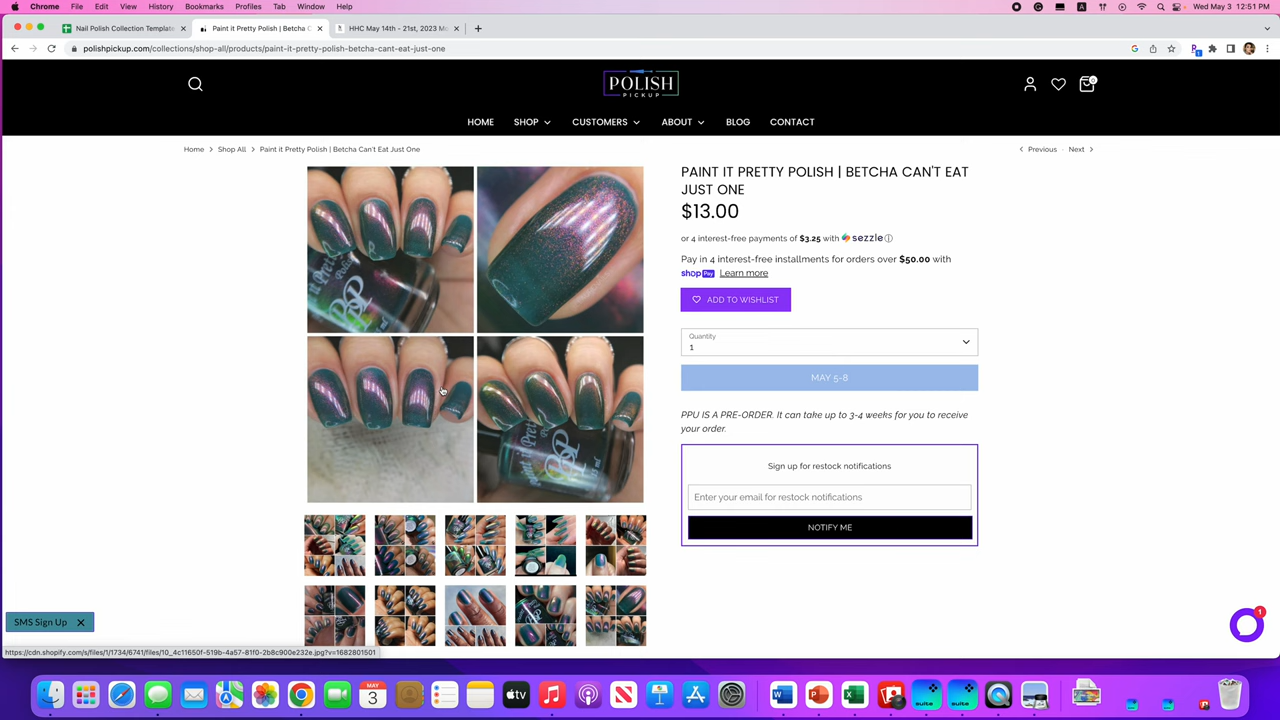 Chrome File Edit View History Bookmarks Profiles Tab Window Help Wed May 3 12:51 PM
Nail Polish Collection Template Paint it Pretty Polish | Betcha C HHC May 14th - 21st, 2023 M
polishpickup.com/collections/shop-all/products/paint-it-pretty-polish-betcha-cant-eat-just-one
POLISH
PICKUP
0
HOME SHOP CUSTOMERS ABOUT BLOG CONTACT
Home > Shop All > Paint it Pretty Polish | Betcha Can't Eat Just One
Previous · Next
PAINT IT PRETTY POLISH | BETCHA CAN'T EAT
JUST ONE
$13.00
or 4 interest-free payments of $3.25 with sezzle
Pay in 4 interest-free installments for orders over $50.00 with
shop Pay Learn more
ADD TO WISHLIST
Quantity
1
MAY 5-8
PPU IS A PRE-ORDER. It can take up to 3-4 weeks for you to receive
your order.
Sign up for restock notifications
Enter your email for restock notifications
NOTIFY ME
SMS Sign Up
1
https://cdn.shopify.com/s/files/1/1734/6741/files/10_4c11650f-519b-4a57-81f0-2b8c900e232e.jpg?v=1682801501
MAY
3
tv
suite suite